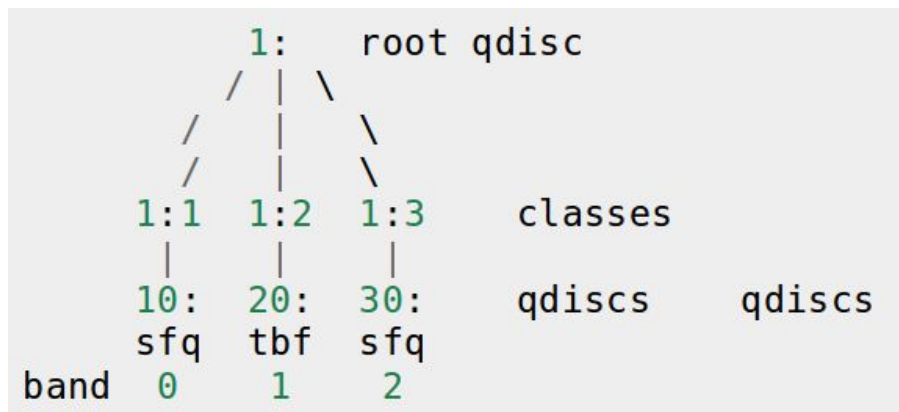 1: root qdisc
/ | \
/ | \
/ | \
1:1 1:2 1:3 classes
| | |
10: 20: 30: qdiscs qdiscs
sfq tbf sfq
band 0 1 2